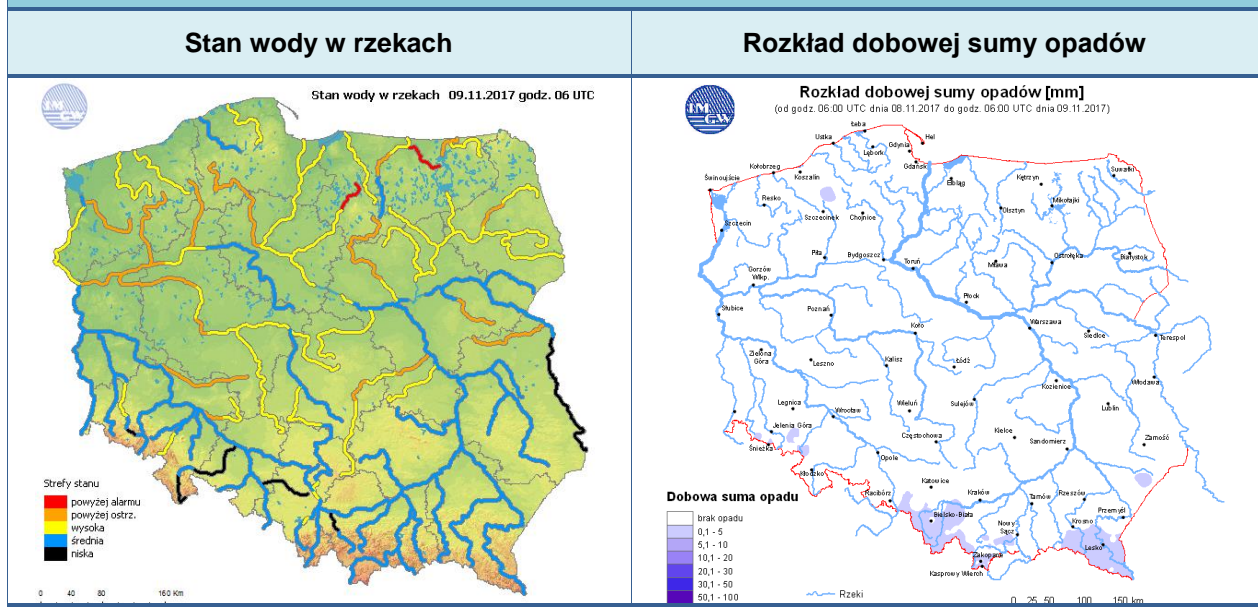 Stan wody w rzekach
Rozkład dobowej sumy opadów
IM
GW
Stan wody w rzekach 09.11.2017 godz. 06 UTC
Strefy stanu
powyżej alarmu
powyżej ostrz.
wysoka
średnia
niska
0 40 80 160 Km
IM
GW
Rozkład dobowej sumy opadów [mm]
(od godz. 06:00 UTC dnia 08.11.2017 do godz. 06:00 UTC dnia 09.11.2017)
Łeba
Ustka
Hel
Lębork
Gdynia
Gdańsk
Kołobrzeg
Koszalin
Świnoujście
Elbląg
Kętrzyn
Suwałki
Resko
Szczecinek
Chojnice
Olsztyn
Mikołajki
Szczecin
Piła
Bydgoszcz
Toruń
Mława
Ostrołęka
Białystok
Gorzów
Wlkp.
Płock
Słubice
Poznań
Koło
Warszawa
Siedlce
Terespol
Zielona
Góra
Leszno
Kalisz
Łódź
Kozienice
Włodawa
Legnica
Wrocław
Wieluń
Sulejów
Lublin
Jelenia Góra
Śnieżka
Częstochowa
Kielce
Sandomierz
Zamość
Kłodzko
Opole
Racibórz
Katowice
Kraków
Tarnów
Rzeszów
Przemyśl
Bielsko-Biała
Nowy
Sącz
Krosno
Lesko
Zakopane
Kasprowy Wierch
Dobowa suma opadu
brak opadu
0,1 - 5
5,1 - 10
10,1 - 20
20,1 - 30
30,1 - 50
50,1 - 100
Rzeki
0 25 50 100 150 km